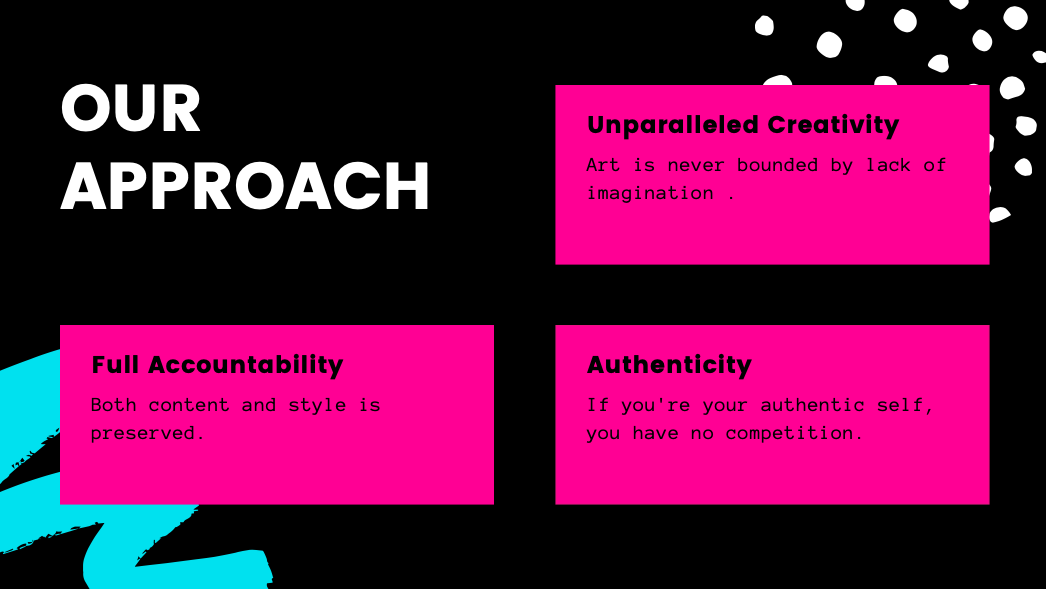 OUR
APPROACH
Unparalleled Creativity
Art is never bounded by lack of
imagination .
Full Accountability
Both content and style is
preserved.
Authenticity
If you're your authentic self,
you have no competition.